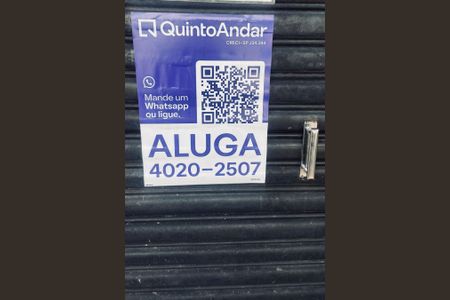 QuintoAndar
Mande um
Whatsapp
ou ligue.
ALUGA
4020-2507